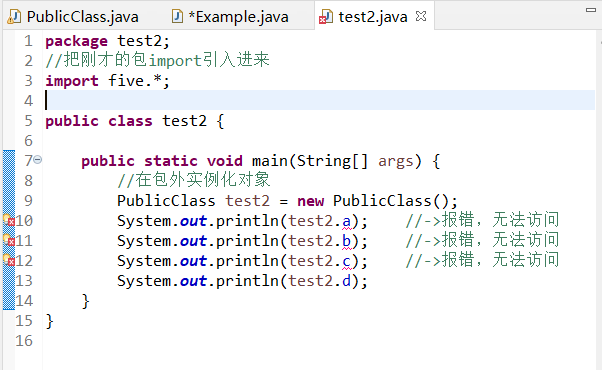 PublicClass.java *Example.java test2.java
1 package test2;
2 //把刚才的包import引入进来
3 import five.*;
4
5 public class test2 {
6
7 public static void main(String[] args) {
8 //在包外实例化对象
9 PublicClass test2 = new PublicClass();
10 System.out.println(test2.a); //->报错，无法访问
11 System.out.println(test2.b); //->报错，无法访问
12 System.out.println(test2.c); //->报错，无法访问
13 System.out.println(test2.d);
14 }
15 }
16